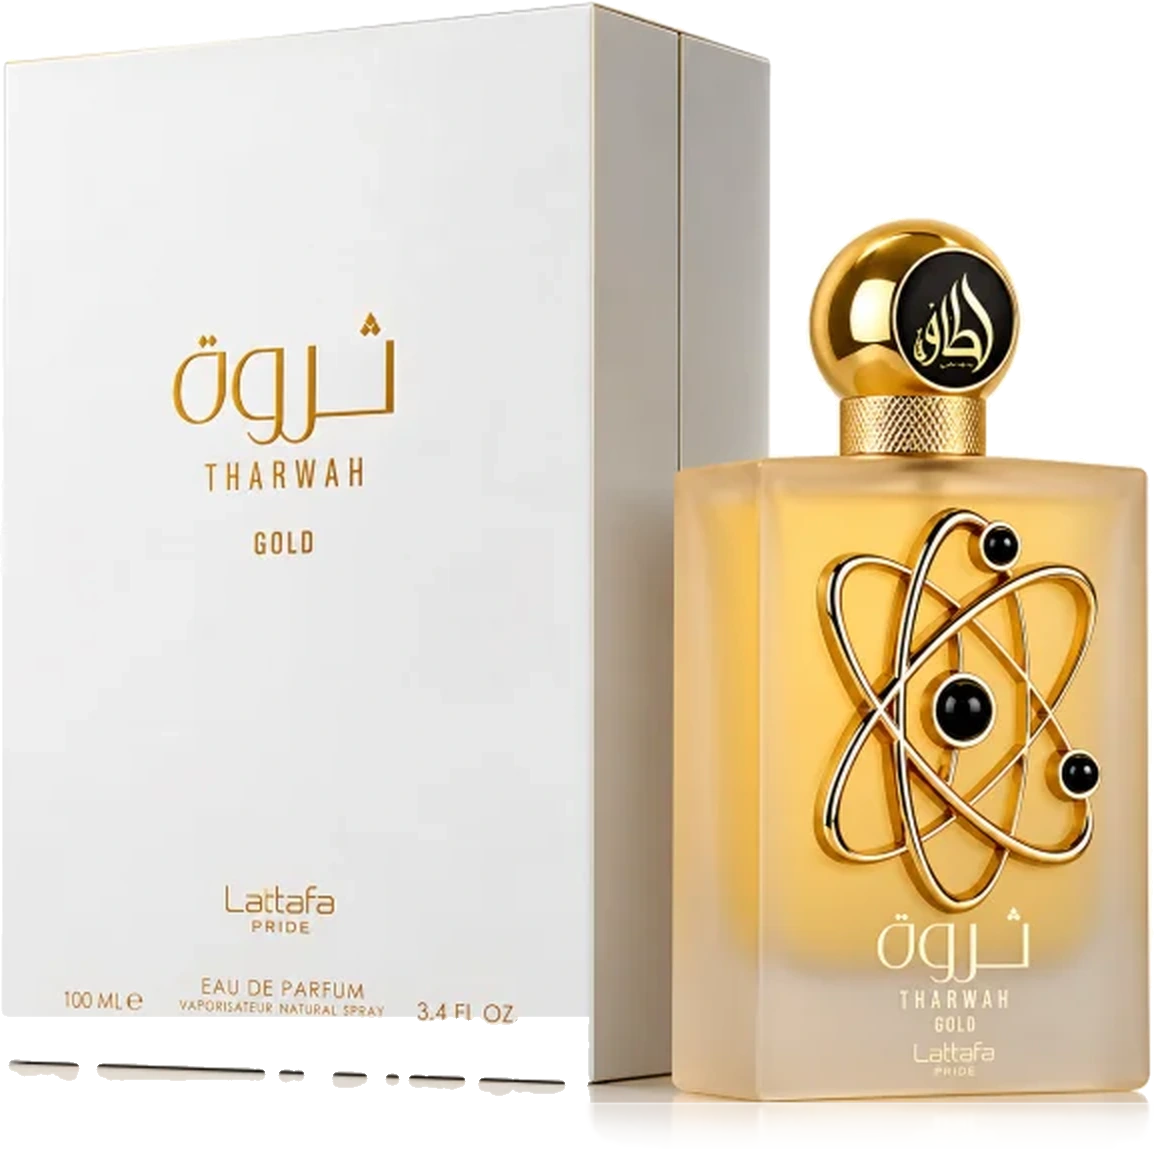 ثروة
THARWAH
GOLD
Lattafa
PRIDE
EAU DE PARFUM
100 ML e
VAPORISATEUR NATURAL SPRAY
3.4 FL OZ
لطافة
ثروة
THARWAH
GOLD
Lattafa
PRIDE